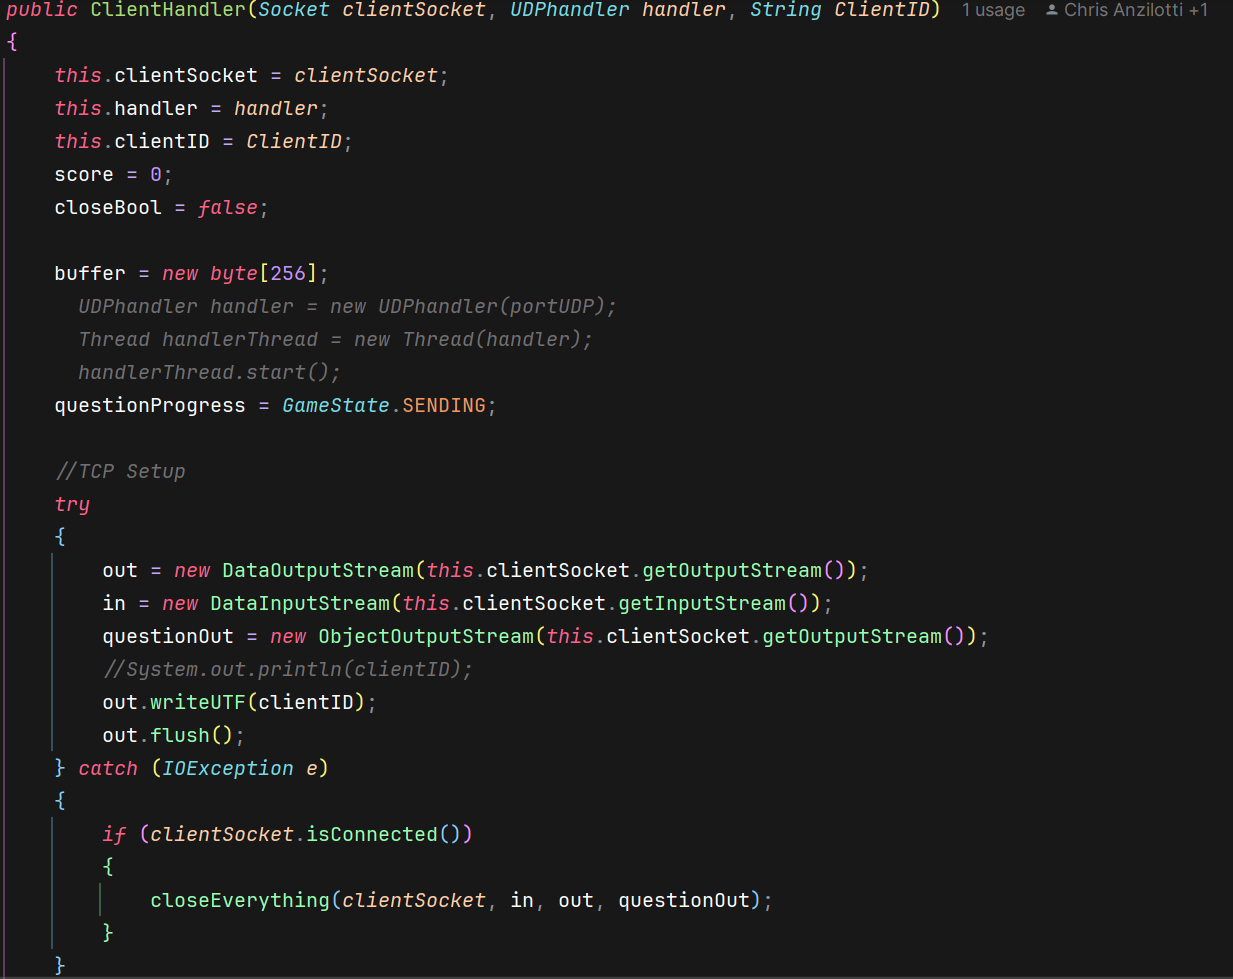 public ClientHandler(Socket clientSocket, UDPhandler handler, String ClientID) 1 usage Chris Anzilotti +1
{
this.clientSocket = clientSocket;
this.handler = handler;
this.clientID = ClientID;
score = 0;
closeBool = false;
buffer = new byte[256];
UDPhandler handler = new UDPhandler(portUDP);
Thread handlerThread = new Thread(handler);
handlerThread.start();
questionProgress = GameState.SENDING;
//TCP Setup
try
{
out = new DataOutputStream(this.clientSocket.getOutputStream());
in = new DataInputStream(this.clientSocket.getInputStream());
questionOut = new ObjectOutputStream(this.clientSocket.getOutputStream());
//System.out.println(clientID);
out.writeUTF(clientID);
out.flush();
} catch (IOException e)
{
if (clientSocket.isConnected())
{
closeEverything(clientSocket, in, out, questionOut);
}
}